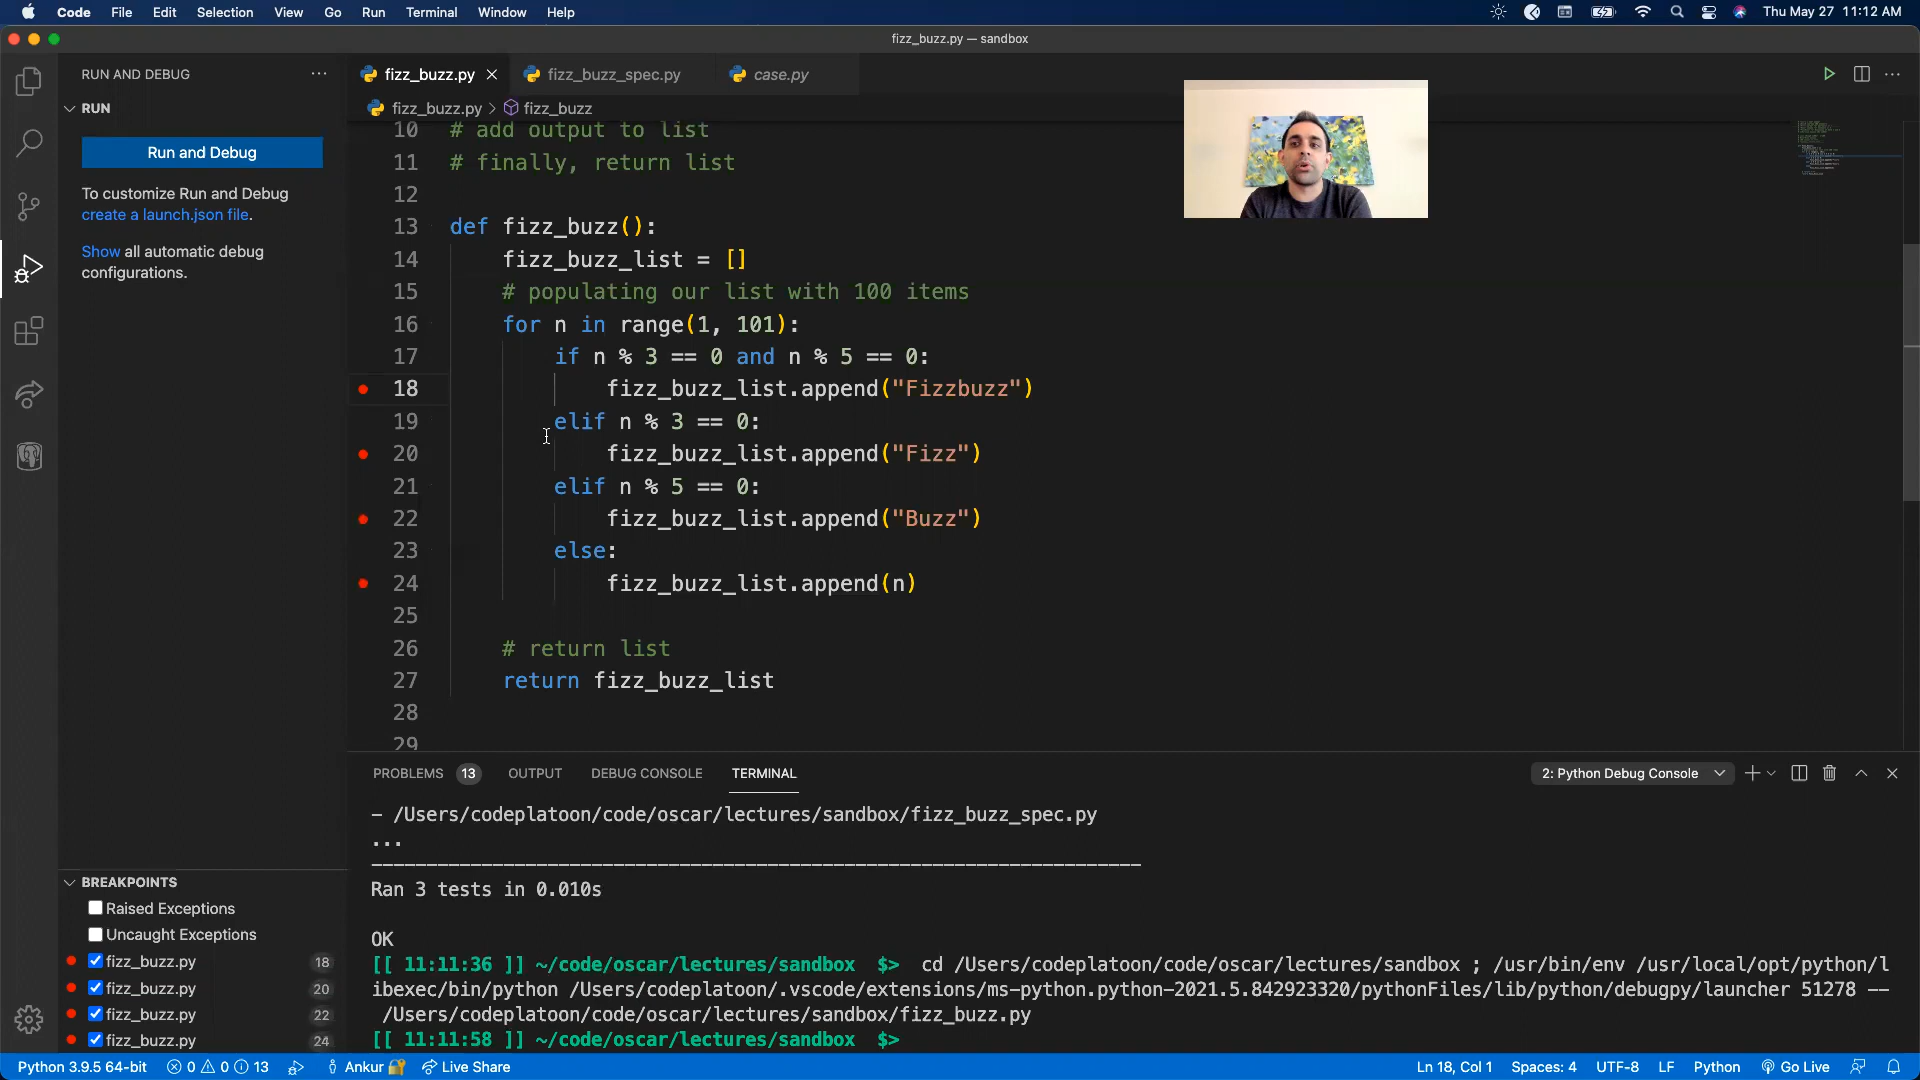 Code File Edit Selection View Go Run Terminal Window Help Thu May 27 11:12 AM
fizz_buzz.py — sandbox
RUN AND DEBUG ...
RUN
Run and Debug
To customize Run and Debug
create a launch.json file.
Show all automatic debug
configurations.
fizz_buzz.py fizz_buzz_spec.py case.py
fizz_buzz.py > fizz_buzz
10 # add output to list
11 # finally, return list
12
13 def fizz_buzz():
14 fizz_buzz_list = []
15 # populating our list with 100 items
16 for n in range(1, 101):
17 if n % 3 == 0 and n % 5 == 0:
18 fizz_buzz_list.append("Fizzbuzz")
19 elif n % 3 == 0:
20 fizz_buzz_list.append("Fizz")
21 elif n % 5 == 0:
22 fizz_buzz_list.append("Buzz")
23 else:
24 fizz_buzz_list.append(n)
25
26 # return list
27 return fizz_buzz_list
28
29
PROBLEMS 13 OUTPUT DEBUG CONSOLE TERMINAL 2: Python Debug Console
- /Users/codeplatoon/code/oscar/lectures/sandbox/fizz_buzz_spec.py
...
----------------------------------------------------------------------
Ran 3 tests in 0.010s
OK
[[ 11:11:36 ]] ~/code/oscar/lectures/sandbox $> cd /Users/codeplatoon/code/oscar/lectures/sandbox ; /usr/bin/env /usr/local/opt/python/l
ibexec/bin/python /Users/codeplatoon/.vscode/extensions/ms-python.python-2021.5.842923320/pythonFiles/lib/python/debugpy/launcher 51278 --
/Users/codeplatoon/code/oscar/lectures/sandbox/fizz_buzz.py
[[ 11:11:58 ]] ~/code/oscar/lectures/sandbox $>
BREAKPOINTS
Raised Exceptions
Uncaught Exceptions
fizz_buzz.py 18
fizz_buzz.py 20
fizz_buzz.py 22
fizz_buzz.py 24
Python 3.9.5 64-bit 0 0 13 Ankur Live Share Ln 18, Col 1 Spaces: 4 UTF-8 LF Python Go Live